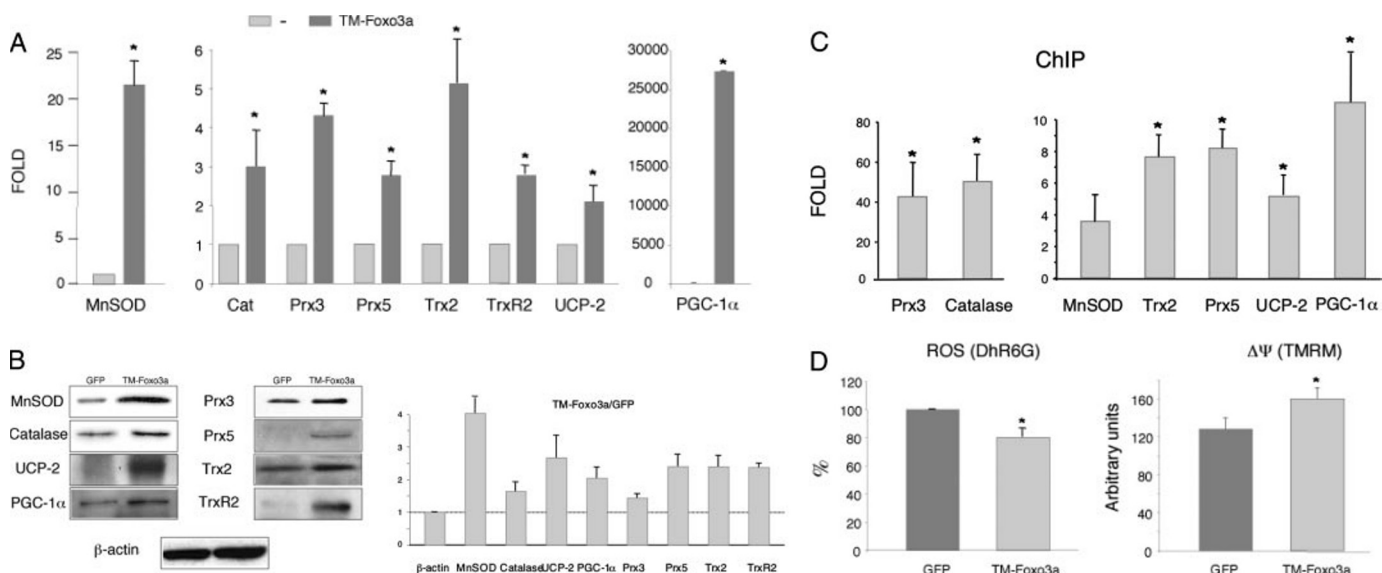 A
- TM-Foxo3a
FOLD
25
20
15
10
5
0
MnSOD
*
6
5
4
3
2
1
0
* * * * * *
Cat Prx3 Prx5 Trx2 TrxR2 UCP-2
30000
25000
20000
15000
10000
5000
0
*
PGC-1α
B
GFP TM-Foxo3a
MnSOD
Catalase
UCP-2
PGC-1α
GFP TM-Foxo3a
Prx3
Prx5
Trx2
TrxR2
β-actin
TM-Foxo3a/GFP
4
3
2
1
0
β-actin MnSOD Catalase UCP-2 PGC-1α Prx3 Prx5 Trx2 TrxR2
C
ChIP
FOLD
80
60
40
20
0
* *
Prx3 Catalase
10
8
6
4
2
0
* * * *
MnSOD Trx2 Prx5 UCP-2 PGC-1α
D
ROS (DhR6G)
%
120
100
80
60
40
20
0
*
GFP TM-Foxo3a
ΔΨ (TMRM)
Arbitrary units
160
120
80
40
0
*
GFP TM-Foxo3a